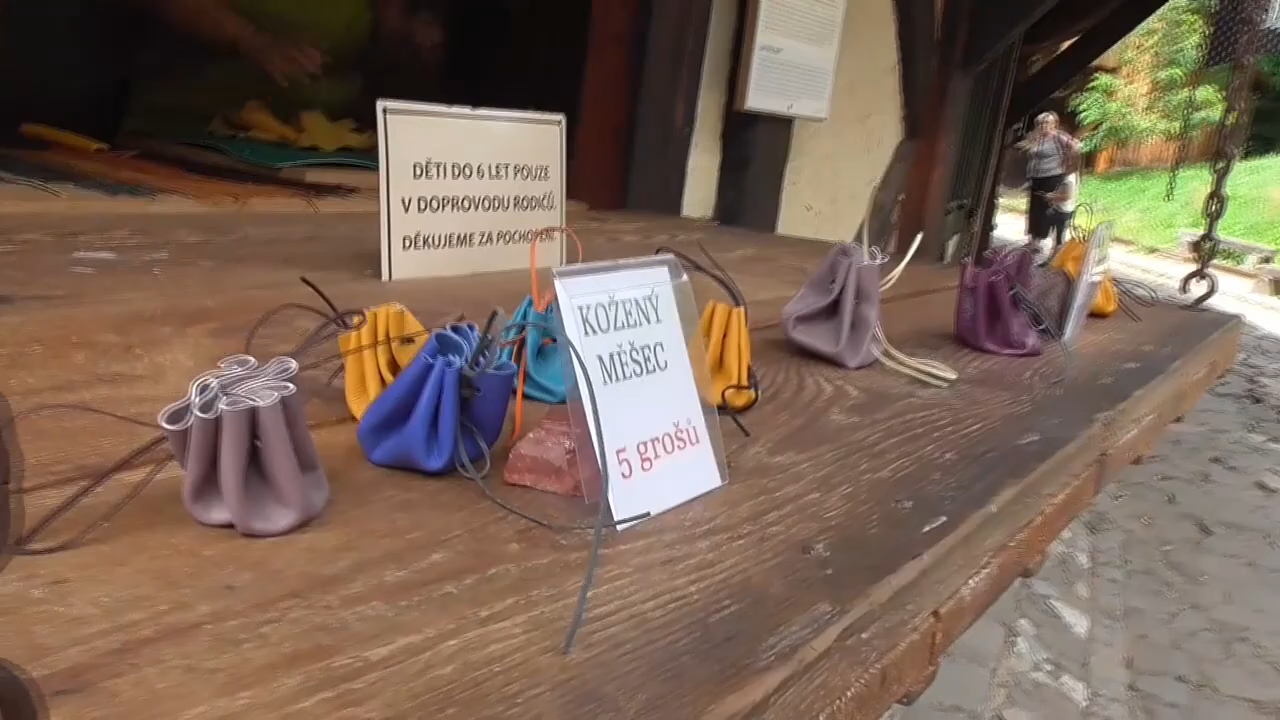 DĚTI DO 6 LET POUZE
V DOPROVODU RODIČŮ.
DĚKUJEME ZA POCHOPENÍ.
KOŽENÝ
MĚŠEC
5 grošů